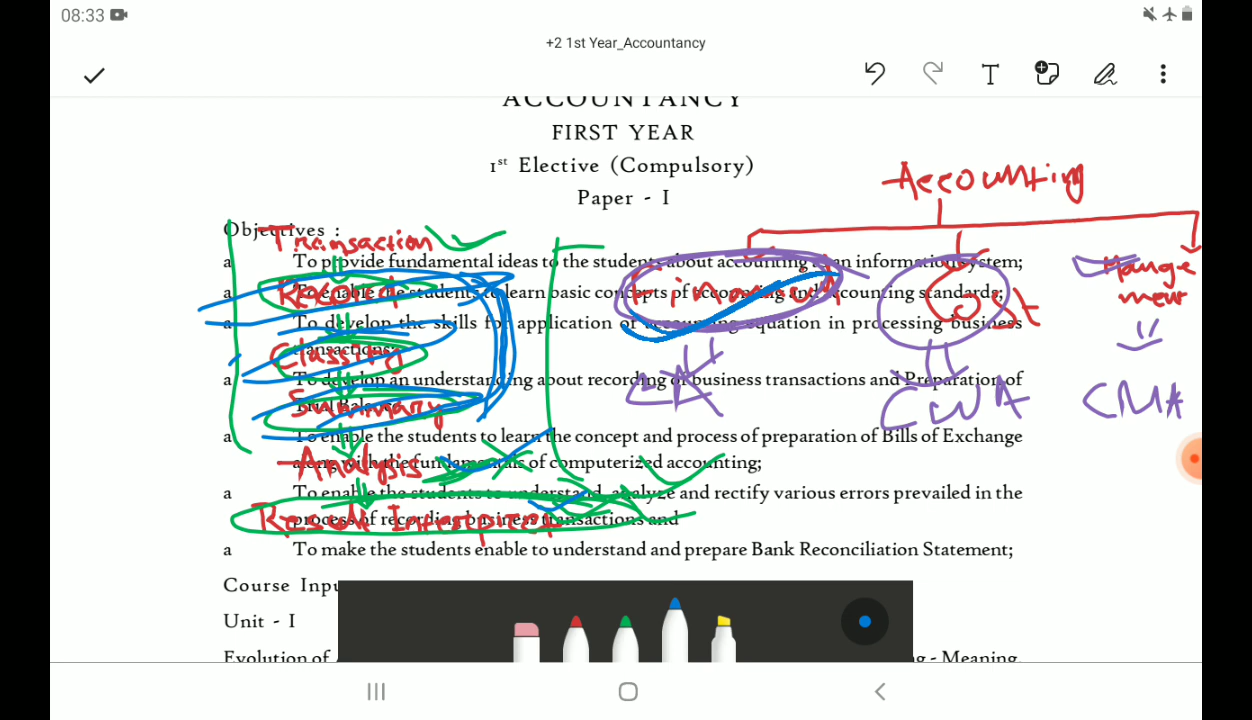 08:33
+2 1st Year_Accountancy
T
ACCOUNTANCY
FIRST YEAR
1st Elective (Compulsory)
Paper - I
Accounting
Objectives :
Transaction
a To provide fundamental ideas to the students about accounting as an information system;
Mange
ment
Record
a To enable the students to learn basic concepts of accounting and accounting standards;
Cost
a To develop the skills for application of accounting equation in processing business
transactions;
Classing
a To develop an understanding about recording of business transactions and Preparation of
Trial Balance
Summary
CA
CWA
CMA
a To enable the students to learn the concept and process of preparation of Bills of Exchange
along with the fundamentals of computerized accounting;
Analysis
a To enable the students to understand, analyze and rectify various errors prevailed in the
process of recording business transactions and
Result
a To make the students enable to understand and prepare Bank Reconciliation Statement;
Course
Unit - I
Evolution of
- Meaning